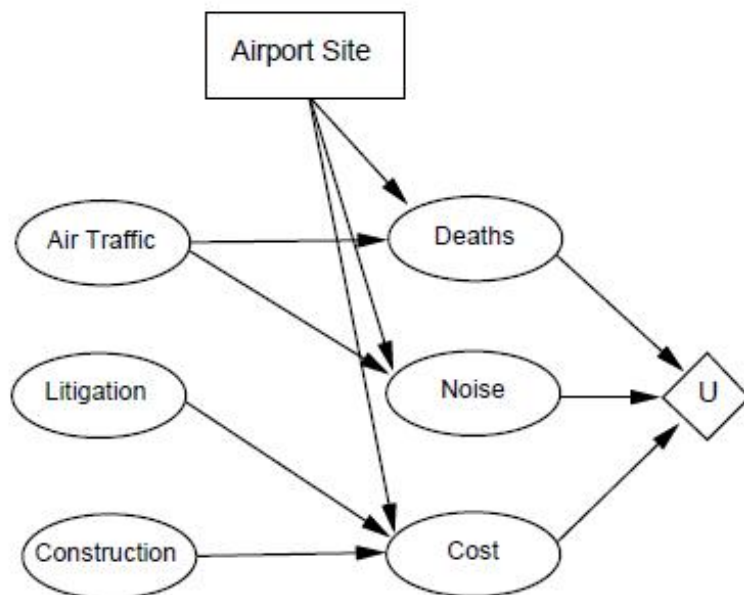 Airport Site
Air Traffic
Deaths
Litigation
Noise
U
Construction
Cost